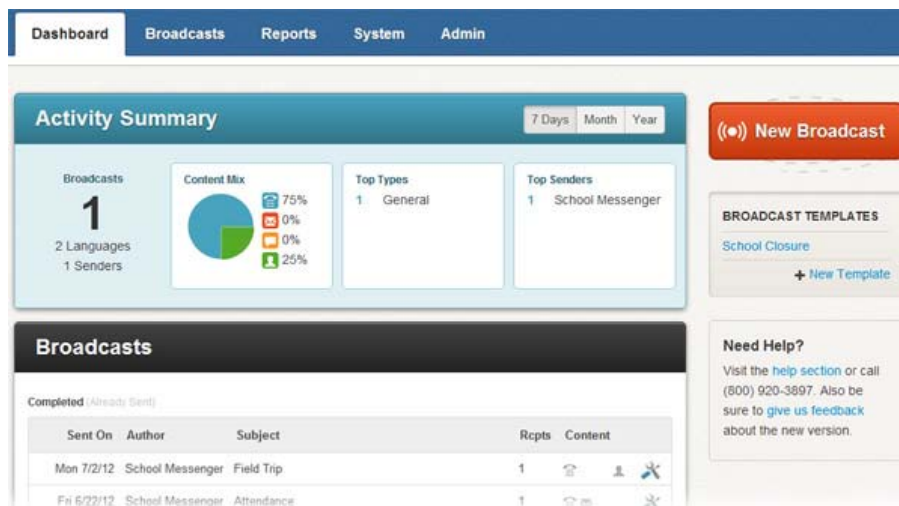 Dashboard Broadcasts Reports System Admin
Activity Summary
7 Days Month Year
((•)) New Broadcast
Broadcasts
1
2 Languages
1 Senders
Content Mix
75%
0%
0%
25%
Top Types
1 General
Top Senders
1 School Messenger
BROADCAST TEMPLATES
School Closure
+ New Template
Broadcasts
Completed (Already Sent)
Sent On Author Subject Rcpts Content
Mon 7/2/12 School Messenger Field Trip 1
Fri 6/22/12 School Messenger Attendance 1
Need Help?
Visit the help section or call
(800) 920-3897. Also be
sure to give us feedback
about the new version.